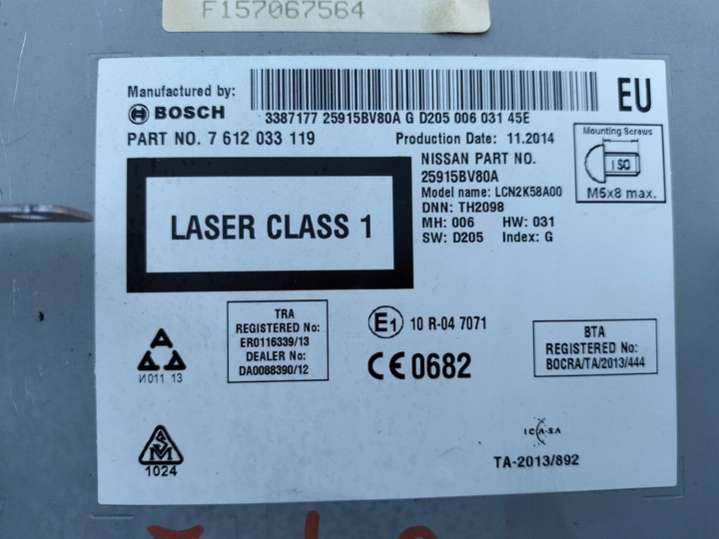 F157067564
Manufactured by:
BOSCH
3387177 25915BV80A G D205 006 031 45E
EU
PART NO. 7 612 033 119
Production Date: 11.2014
NISSAN PART NO.
25915BV80A
Model name: LCN2K58A00
DNN: TH2098
MH: 006 HW: 031
SW: D205 Index: G
Mounting Screws
ISO
M5x8 max.
LASER CLASS 1
TRA
REGISTERED No:
ER0116339/13
DEALER No:
DA0088390/12
E1 10 R-04 7071
CE 0682
BTA
REGISTERED No:
BOCRA/TA/2013/444
И011 13
1024
ICASA
TA-2013/892